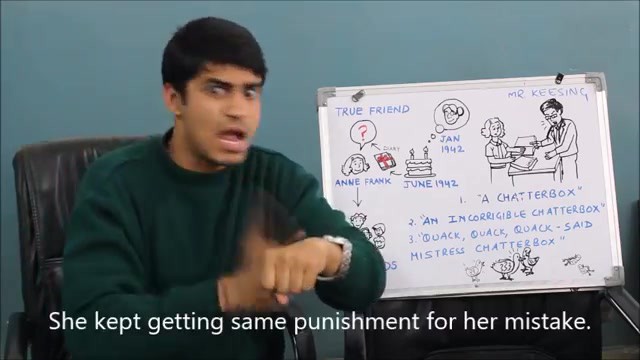 TRUE FRIEND
MR KEESING
?
DIARY
JAN
1942
ANNE FRANK
JUNE 1942
1. "A CHATTERBOX"
2. "AN INCORRIGIBLE CHATTERBOX"
3. "QUACK, QUACK, QUACK - SAID
MISTRESS CHATTERBOX"
She kept getting same punishment for her mistake.